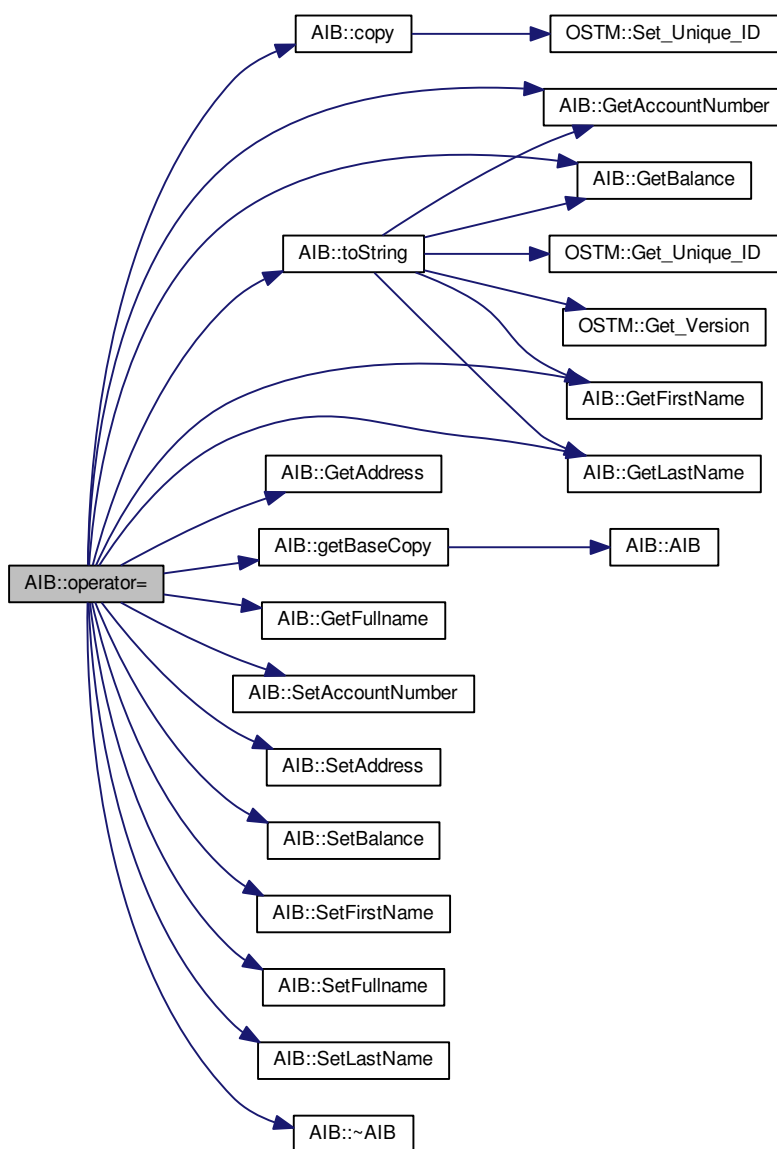 AIB::copy
OSTM::Set_Unique_ID
AIB::GetAccountNumber
AIB::GetBalance
AIB::toString
OSTM::Get_Unique_ID
OSTM::Get_Version
AIB::GetFirstName
AIB::GetLastName
AIB::GetAddress
AIB::getBaseCopy
AIB::AIB
AIB::operator=
AIB::GetFullname
AIB::SetAccountNumber
AIB::SetAddress
AIB::SetBalance
AIB::SetFirstName
AIB::SetFullname
AIB::SetLastName
AIB::~AIB